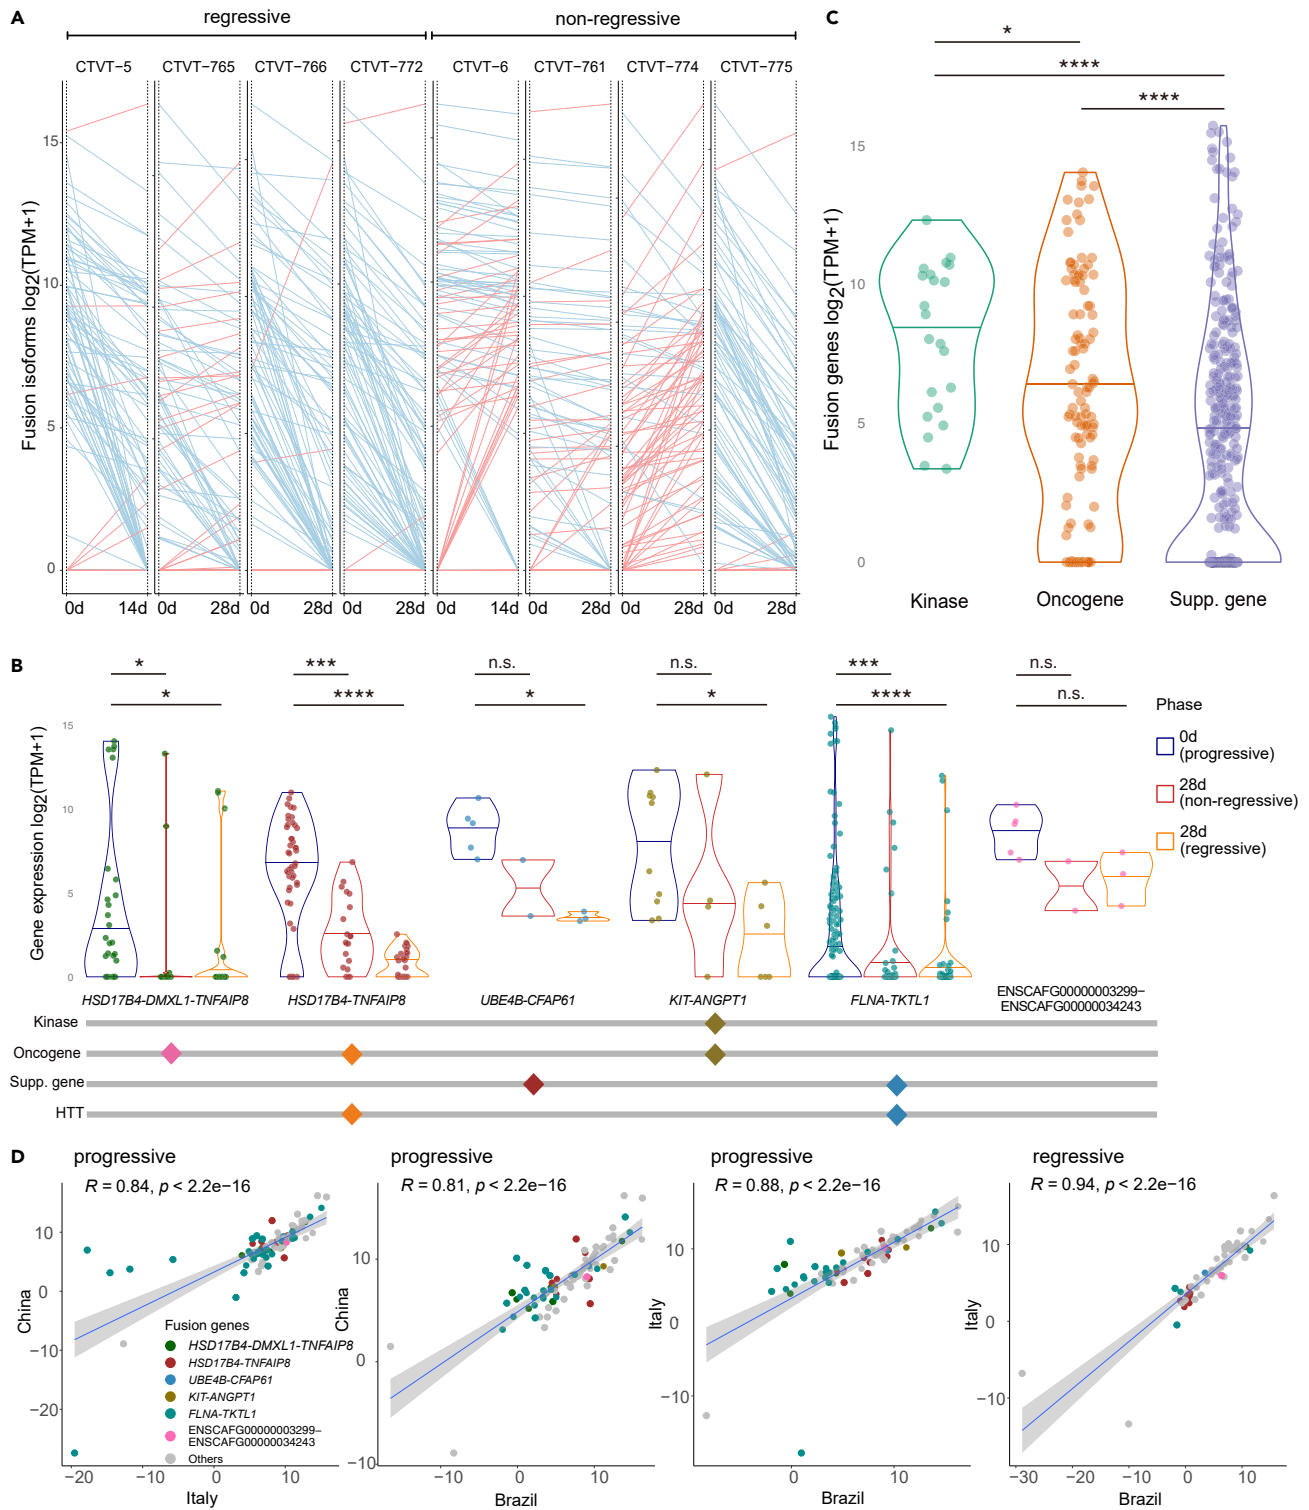 A
regressive
non-regressive
CTVT-5
CTVT-765
CTVT-766
CTVT-772
CTVT-6
CTVT-761
CTVT-774
CTVT-775
Fusion isoforms log2(TPM+1)
15
10
5
0
0d
14d
0d
28d
0d
28d
0d
28d
0d
14d
0d
28d
0d
28d
0d
28d
C
*
****
****
Fusion genes log2(TPM+1)
15
10
5
0
Kinase
Oncogene
Supp. gene
B
*
*
***
****
n.s.
*
n.s.
*
***
****
n.s.
n.s.
Gene expression log2(TPM+1)
15
10
5
0
HSD17B4-DMXL1-TNFAIP8
HSD17B4-TNFAIP8
UBE4B-CFAP61
KIT-ANGPT1
FLNA-TKTL1
ENSCAFG00000003299-
ENSCAFG00000034243
Phase
0d
(progressive)
28d
(non-regressive)
28d
(regressive)
Kinase
Oncogene
Supp. gene
HTT
D
progressive
R = 0.84, p < 2.2e-16
China
10
0
-10
-20
-20
-10
0
10
Italy
Fusion genes
HSD17B4-DMXL1-TNFAIP8
HSD17B4-TNFAIP8
UBE4B-CFAP61
KIT-ANGPT1
FLNA-TKTL1
ENSCAFG00000003299-
ENSCAFG00000034243
Others
progressive
R = 0.81, p < 2.2e-16
China
10
0
-10
-10
0
10
Brazil
progressive
R = 0.88, p < 2.2e-16
Italy
10
0
-10
0
10
Brazil
regressive
R = 0.94, p < 2.2e-16
Italy
10
0
-10
-30
-20
-10
0
10
Brazil